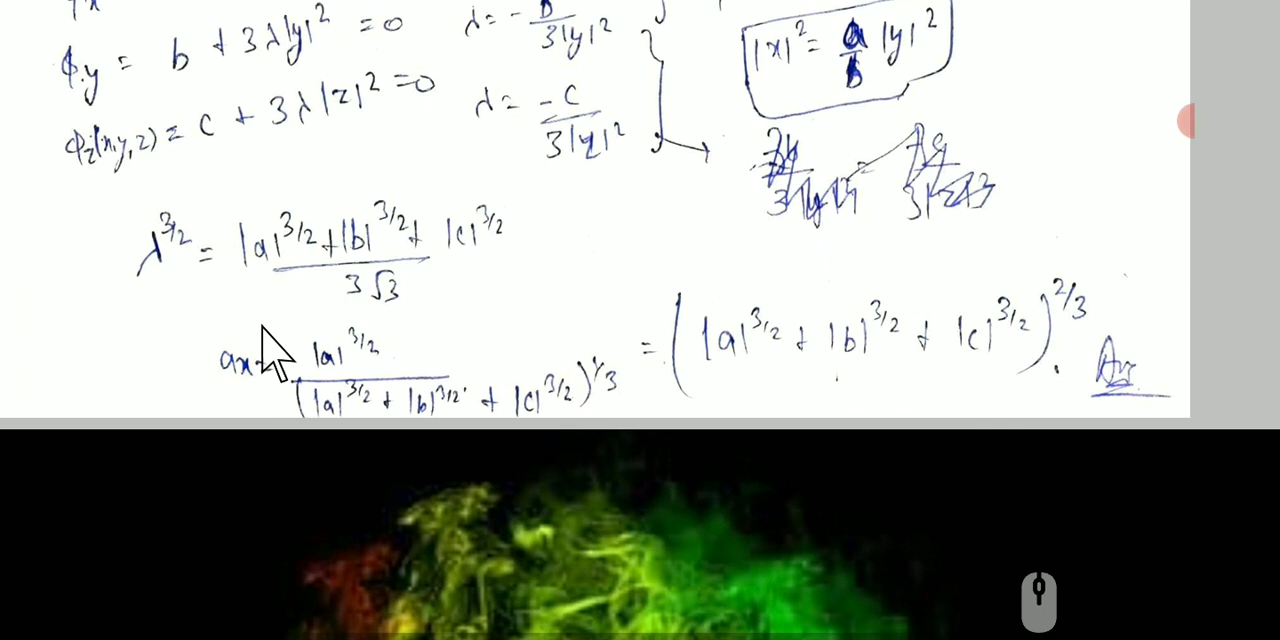 φ.y = b + 3λ|y|² = 0 λ = - b/3|y|²
|x|² = a/b |y|²
φz(x,y,z) = c + 3λ|z|² = 0 λ = -c/3|z|²
λ^3/2 = |a|^3/2 + |b|^3/2 + |c|^3/2 / 3√3
ax = |a|^3/2 / (|a|^3/2 + |b|^3/2 + |c|^3/2)^1/3 = (|a|^3/2 + |b|^3/2 + |c|^3/2)^2/3. Ans